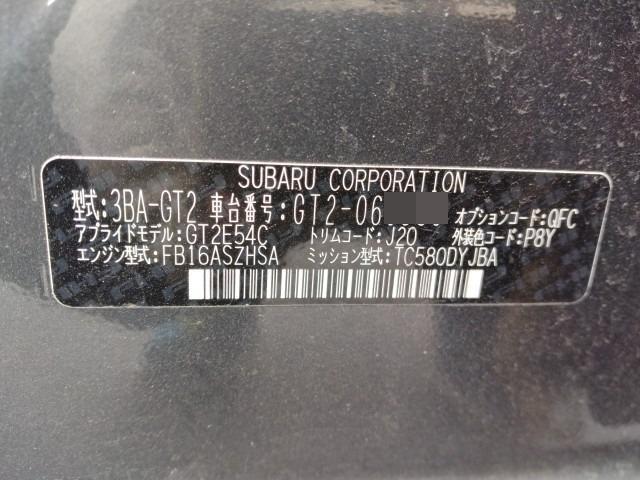 SUBARU CORPORATION
型式:3BA-GT2 車台番号:GT2-06 オプションコード:QFC
アプライドモデル:GT2E54C トリムコード:J20 外装色コード:P8Y
エンジン型式:FB16ASZHSA ミッション型式:TC580DYJBA